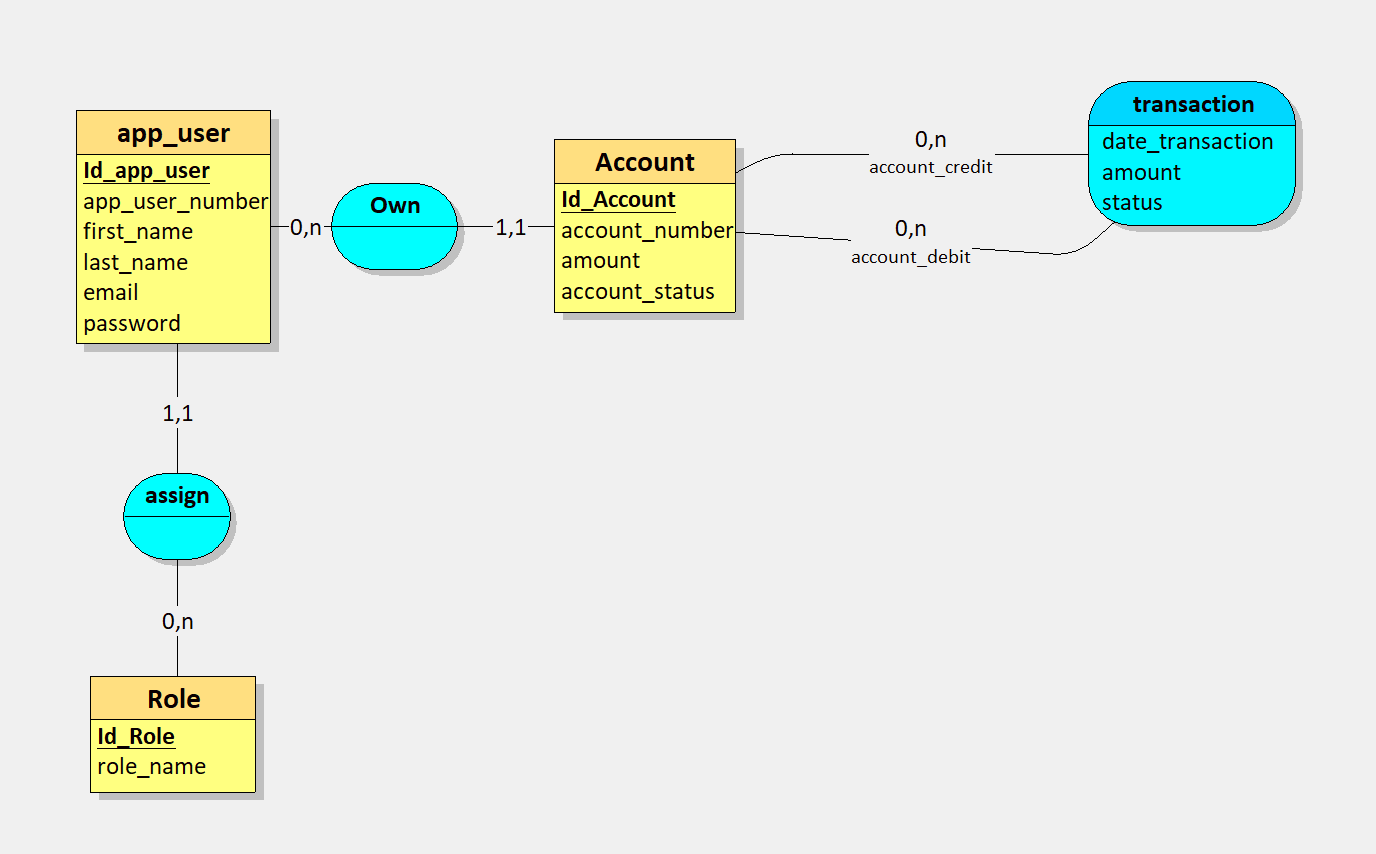 app_user
Id_app_user
app_user_number
first_name
last_name
email
password
0,n
Own
1,1
Account
Id_Account
account_number
amount
account_status
0,n
account_credit
0,n
account_debit
transaction
date_transaction
amount
status
1,1
assign
0,n
Role
Id_Role
role_name